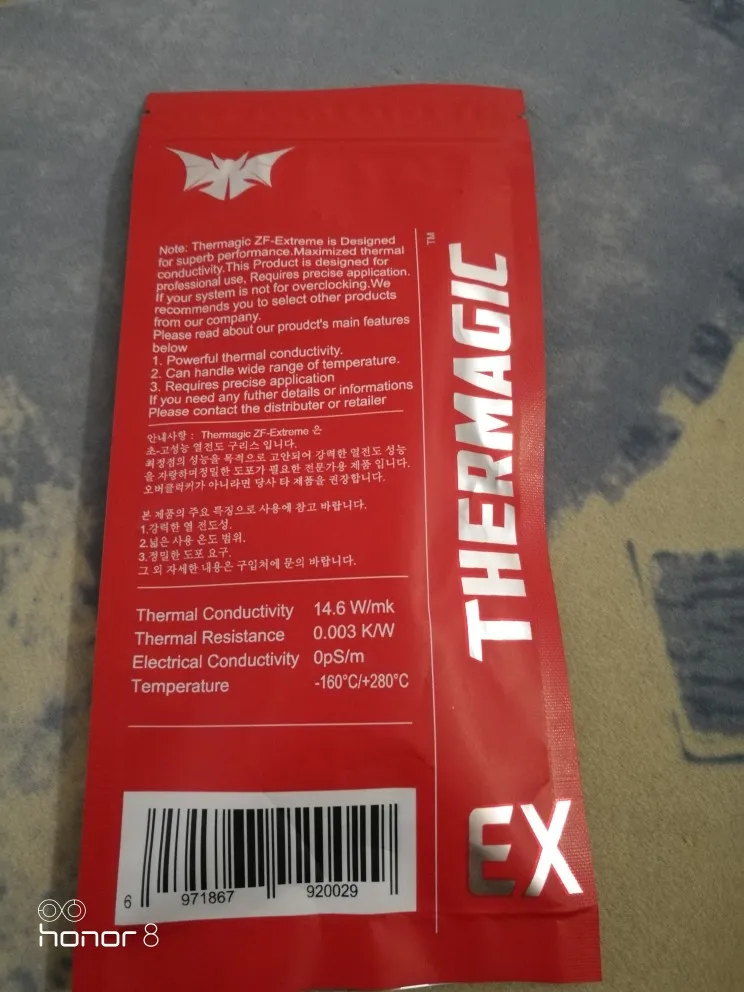 Note: Thermagic ZF-Extreme is Designed
for superb performance.Maximized thermal
conductivity.This Product is designed for
professional use, Requires precise application.
If your system is not for overclocking.We
recommends you to select other products
from our company.
Please read about our proudct's main features
below
1. Powerful thermal conductivity.
2. Can handle wide range of temperature.
3. Requires precise application
If you need any futher details or informations
Please contact the distributer or retailer
안내사항 : Thermagic ZF-Extreme 은
초-고성능 열전도 구리스 입니다.
최정점의 성능을 목적으로 고안되어 강력한 열전도 성능
을 자랑하며정밀한 도포가 필요한 전문가용 제품 입니다.
오버클럭커가 아니라면 당사 타 제품을 권장합니다.
본 제품의 주요 특징으로 사용에 참고 바랍니다.
1.강력한 열 전도성.
2.넓은 사용 온도 범위.
3.정밀한 도포 요구.
그 외 자세한 내용은 구입처에 문의 바랍니다.
Thermal Conductivity 14.6 W/mk
Thermal Resistance 0.003 K/W
Electrical Conductivity 0pS/m
Temperature -160°C/+280°C
6 971867 920029
THERMAGIC™
EX
honor 8